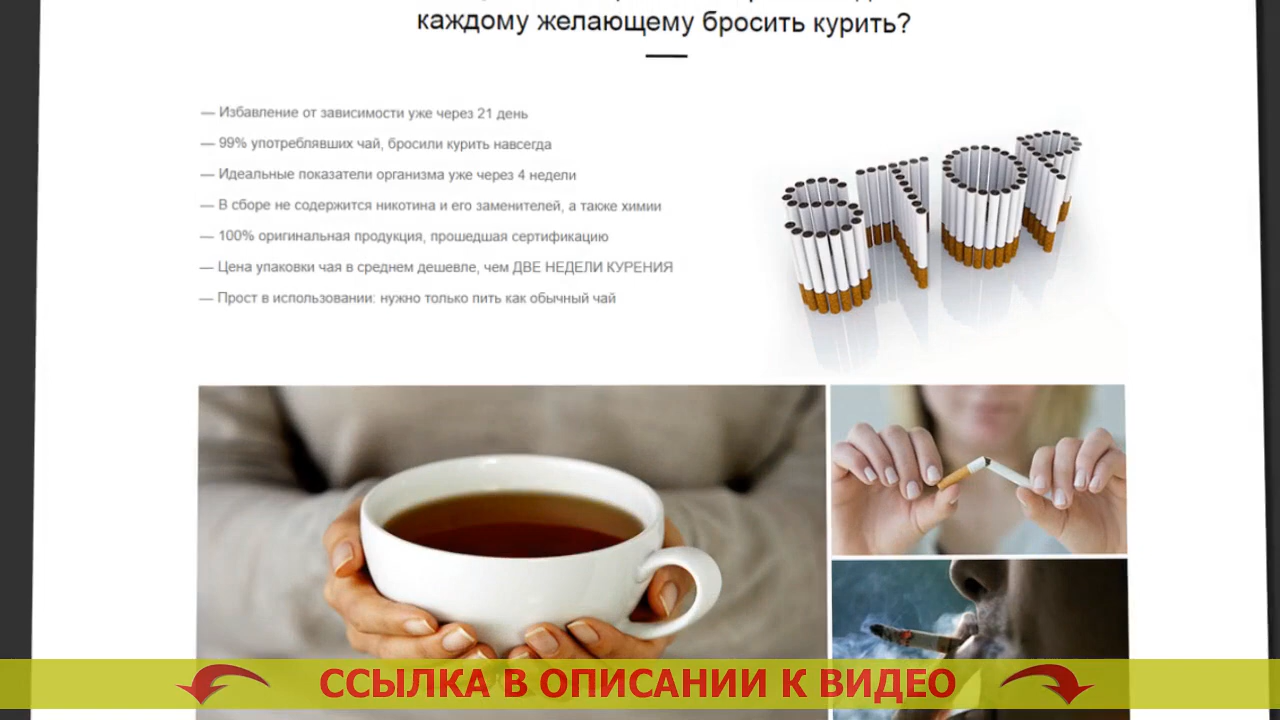 каждому желающему бросить курить?
— Избавление от зависимости уже через 21 день
— 99% употреблявших чай, бросили курить навсегда
— Идеальные показатели организма уже через 4 недели
— В сборе не содержится никотина и его заменителей, а также химии
— 100% оригинальная продукция, прошедшая сертификацию
— Цена упаковки чая в среднем дешевле, чем ДВЕ НЕДЕЛИ КУРЕНИЯ
— Прост в использовании: нужно только пить как обычный чай
STOP
ССЫЛКА В ОПИСАНИИ К ВИДЕО